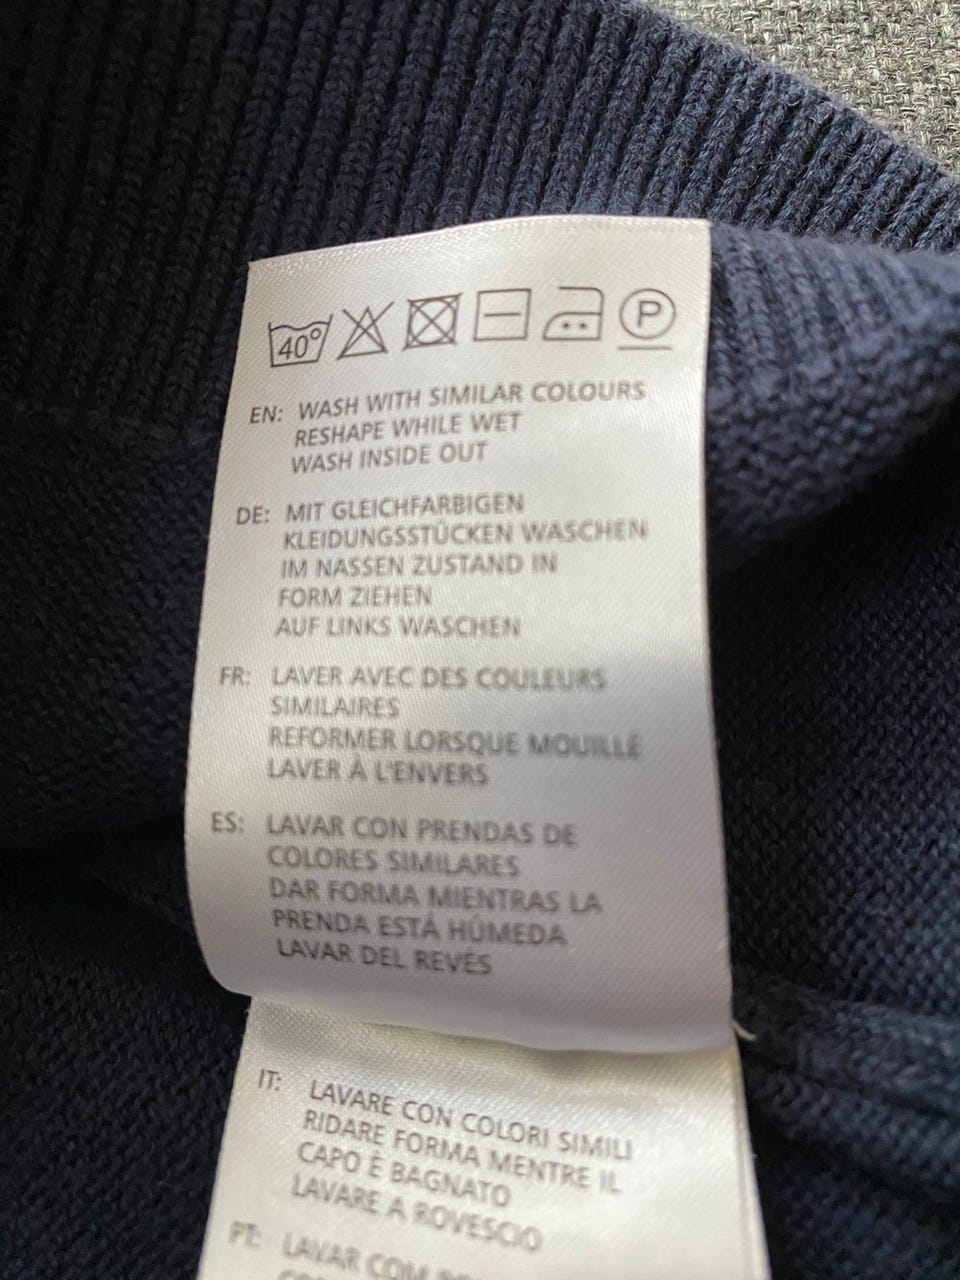 40°
P
EN: WASH WITH SIMILAR COLOURS
RESHAPE WHILE WET
WASH INSIDE OUT
DE: MIT GLEICHFARBIGEN
KLEIDUNGSSTÜCKEN WASCHEN
IM NASSEN ZUSTAND IN
FORM ZIEHEN
AUF LINKS WASCHEN
FR: LAVER AVEC DES COULEURS
SIMILAIRES
REFORMER LORSQUE MOUILLÉ
LAVER À L'ENVERS
ES: LAVAR CON PRENDAS DE
COLORES SIMILARES
DAR FORMA MIENTRAS LA
PRENDA ESTÁ HÚMEDA
LAVAR DEL REVÉS
IT: LAVARE CON COLORI SIMILI
RIDARE FORMA MENTRE IL
CAPO È BAGNATO
LAVARE A ROVESCIO
PT: LAVAR COM